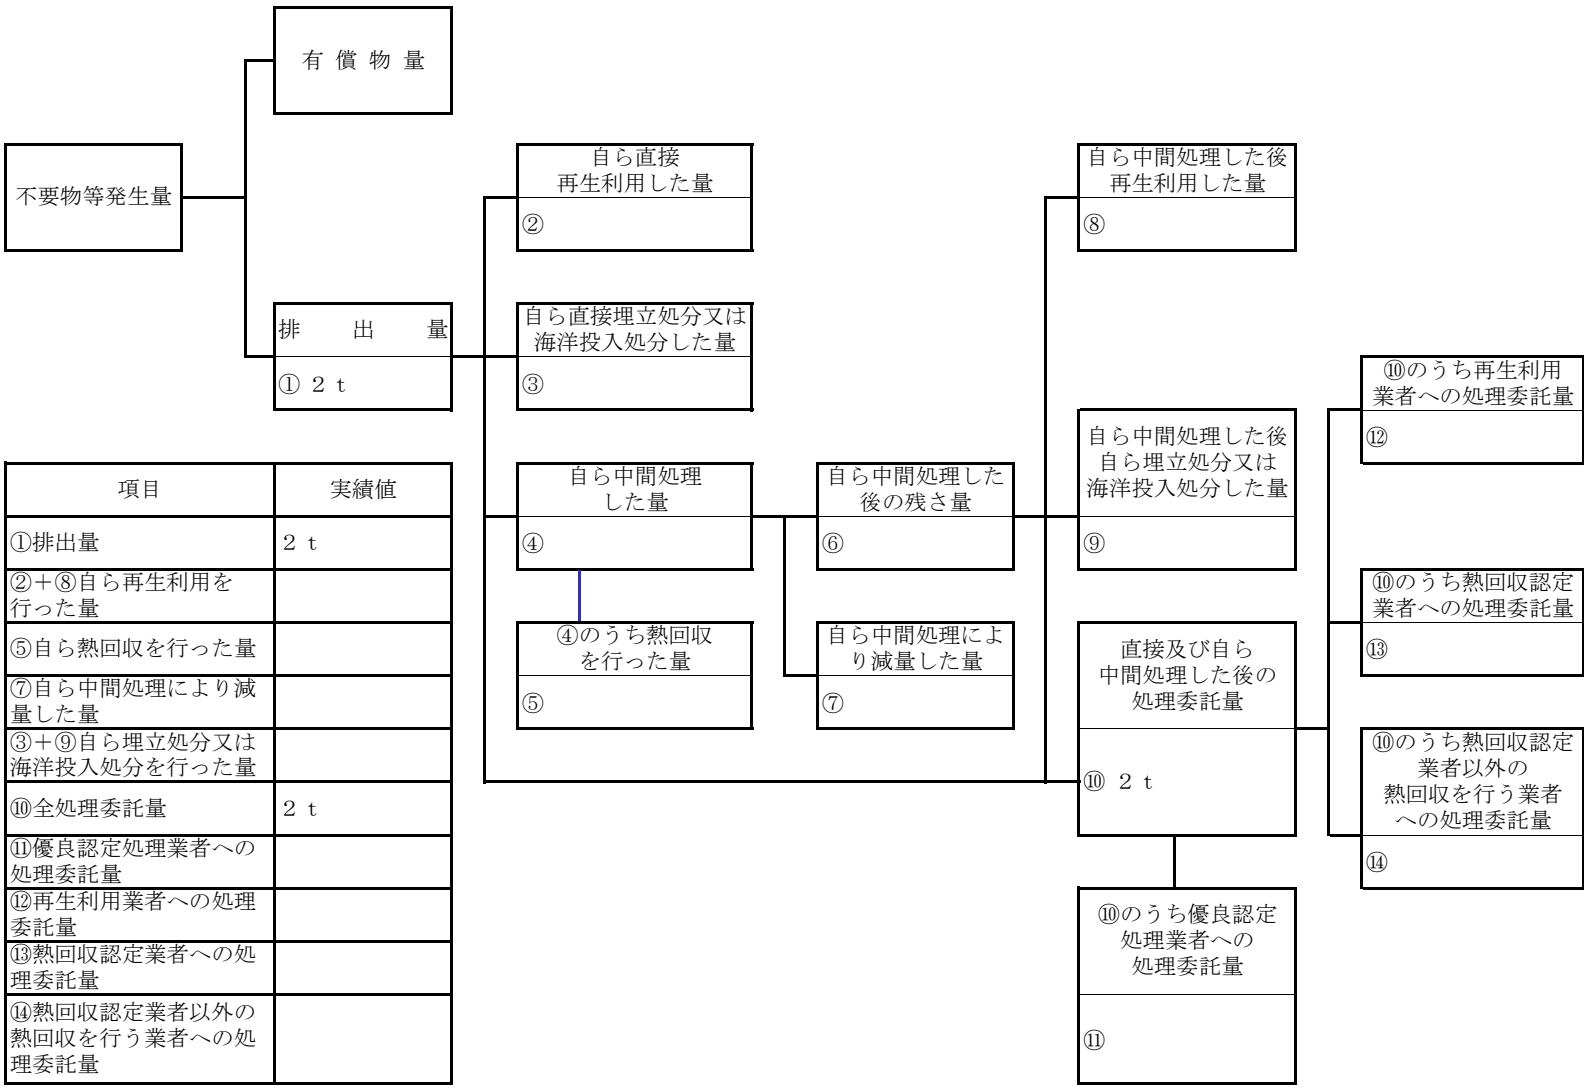 有 償 物 量
不要物等発生量
自ら直接
再生利用した量
②
自ら中間処理した後
再生利用した量
⑧
排 出 量
① 2 t
自ら直接埋立処分又は
海洋投入処分した量
③
⑩のうち再生利用
業者への処理委託量
⑫
自ら中間処理した後
自ら埋立処分又は
海洋投入処分した量
⑨
自ら中間処理
した量
④
自ら中間処理した
後の残さ量
⑥
④のうち熱回収
を行った量
⑤
自ら中間処理によ
り減量した量
⑦
直接及び自ら
中間処理した後の
処理委託量
⑩ 2 t
⑩のうち熱回収認定
業者への処理委託量
⑬
⑩のうち熱回収認定
業者以外の
熱回収を行う業者
への処理委託量
⑭
⑩のうち優良認定
処理業者への
処理委託量
⑪
項目 実績値
①排出量 2 t
②+⑧自ら再生利用を
行った量
⑤自ら熱回収を行った量
⑦自ら中間処理により減
量した量
③+⑨自ら埋立処分又は
海洋投入処分を行った量
⑩全処理委託量 2 t
⑪優良認定処理業者への
処理委託量
⑫再生利用業者への処理
委託量
⑬熱回収認定業者への処
理委託量
⑭熱回収認定業者以外の
熱回収を行う業者への処
理委託量